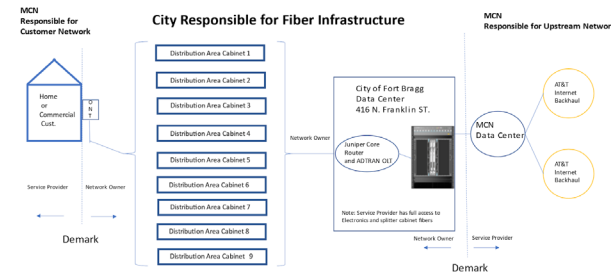 MCN
Responsible for
Customer Network
City Responsible for Fiber Infrastructure
MCN
Responsible for Upstream Networ
Home
or
Commercial
Cust.
O
N
T
Service Provider
Network Owner
Demark
Distribution Area Cabinet 1
Distribution Area Cabinet 2
Distribution Area Cabinet 3
Distribution Area Cabinet 4
Distribution Area Cabinet 5
Distribution Area Cabinet 6
Distribution Area Cabinet 7
Distribution Area Cabinet 8
Distribution Area Cabinet 9
Network Owner
City of Fort Bragg
Data Center
416 N. Franklin ST.
Juniper Core
Router
and ADTRAN OLT
Note: Service Provider has full access to
Electronics and splitter cabinet fibers
Network Owner
Service Provider
Demark
MCN
Data Center
AT&T
Internet
Backhaul
AT&T
Internet
Backhaul